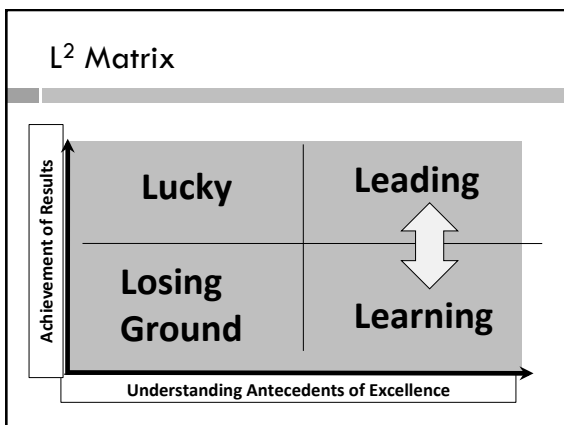 L² Matrix
Achievement of Results
Lucky
Leading
Losing
Ground
Learning
Understanding Antecedents of Excellence